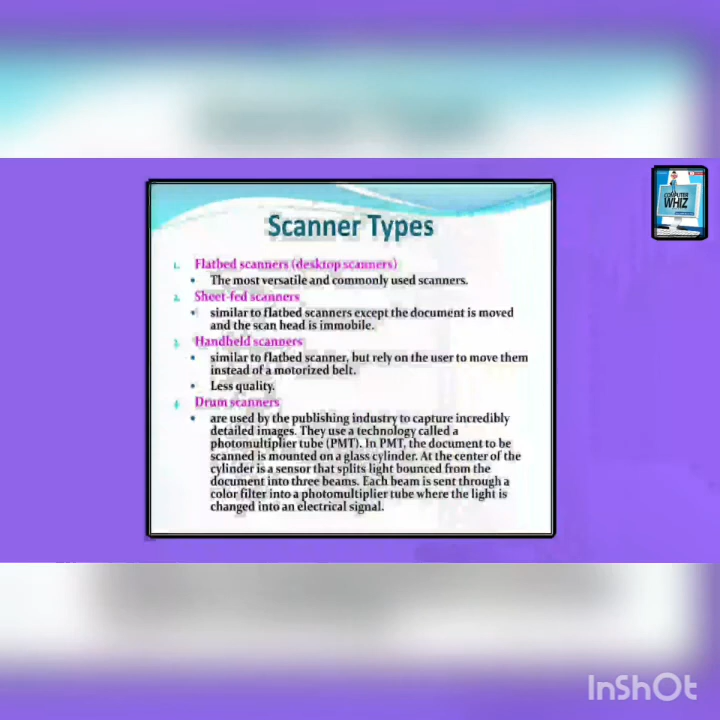 COMPUTER
WHIZ
Scanner Types
1. Flatbed scanners (desktop scanners)
• The most versatile and commonly used scanners.
2. Sheet-fed scanners
• similar to flatbed scanners except the document is moved
and the scan head is immobile.
3. Handheld scanners
• similar to flatbed scanner, but rely on the user to move them
instead of a motorized belt.
• Less quality.
4. Drum scanners
• are used by the publishing industry to capture incredibly
detailed images. They use a technology called a
photomultiplier tube (PMT). In PMT, the document to be
scanned is mounted on a glass cylinder. At the center of the
cylinder is a sensor that splits light bounced from the
document into three beams. Each beam is sent through a
color filter into a photomultiplier tube where the light is
changed into an electrical signal.
InShOt